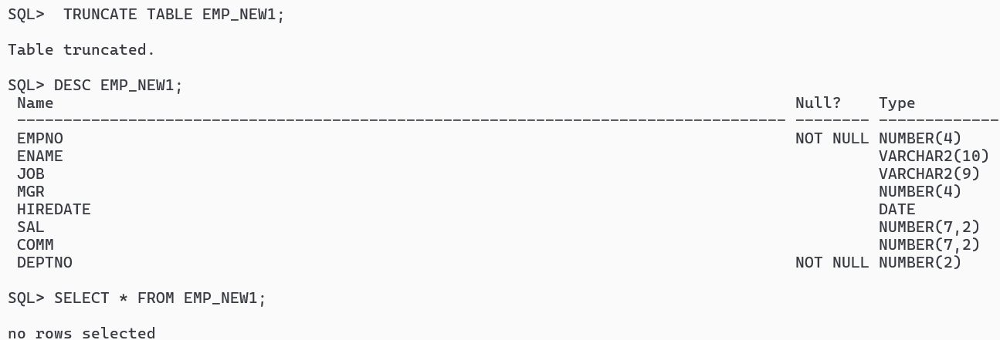 SQL>  TRUNCATE TABLE EMP_NEW1;
Table truncated.
SQL> DESC EMP_NEW1;
Name Null? Type
----------------------------------------------------------------------------------- -------- -------------
EMPNO NOT NULL NUMBER(4)
ENAME VARCHAR2(10)
JOB VARCHAR2(9)
MGR NUMBER(4)
HIREDATE DATE
SAL NUMBER(7,2)
COMM NUMBER(7,2)
DEPTNO NOT NULL NUMBER(2)
SQL> SELECT * FROM EMP_NEW1;
no rows selected